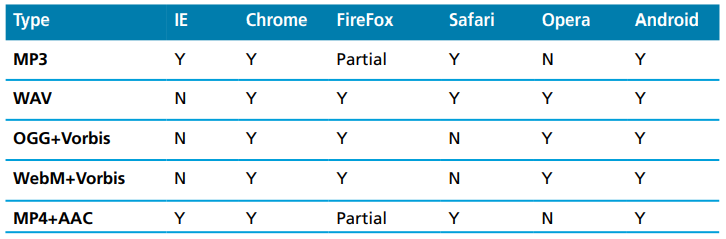 Type IE Chrome FireFox Safari Opera Android
MP3 Y Y Partial Y N Y
WAV N Y Y Y Y Y
OGG+Vorbis N Y Y N Y Y
WebM+Vorbis N Y Y N Y Y
MP4+AAC Y Y Partial Y N Y